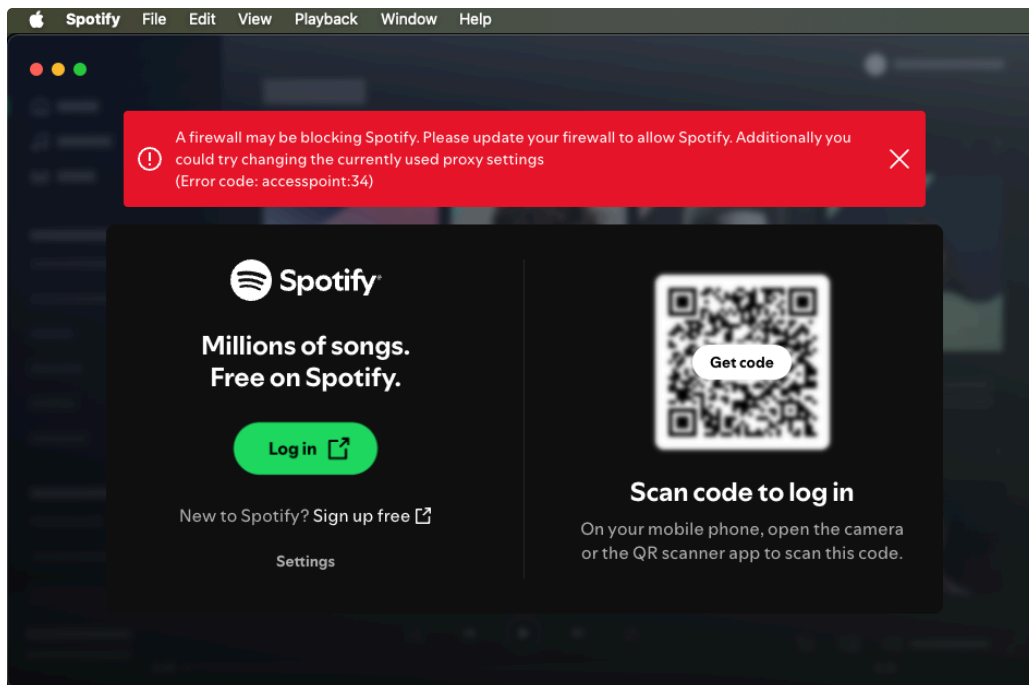 Spotify File Edit View Playback Window Help
A firewall may be blocking Spotify. Please update your firewall to allow Spotify. Additionally you
could try changing the currently used proxy settings
(Error code: accesspoint:34)
Spotify
Millions of songs.
Free on Spotify.
Log in
New to Spotify? Sign up free
Settings
Get code
Scan code to log in
On your mobile phone, open the camera
or the QR scanner app to scan this code.